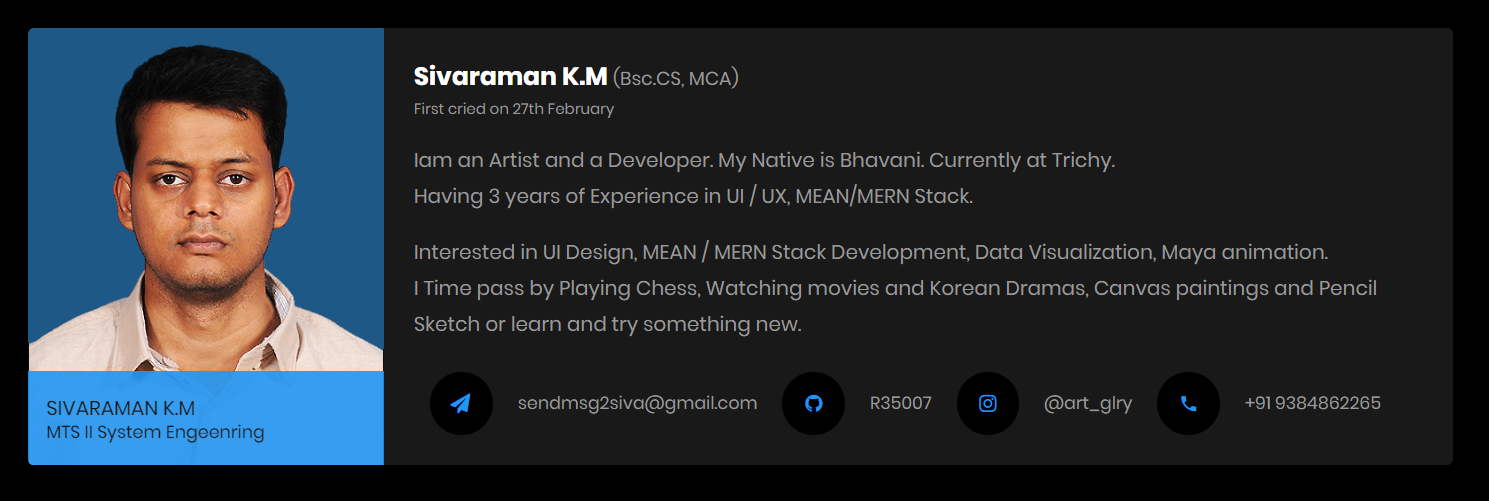 Sivaraman K.M (Bsc.CS, MCA)
First cried on 27th February
Iam an Artist and a Developer. My Native is Bhavani. Currently at Trichy.
Having 3 years of Experience in UI / UX, MEAN/MERN Stack.
Interested in UI Design, MEAN / MERN Stack Development, Data Visualization, Maya animation.
I Time pass by Playing Chess, Watching movies and Korean Dramas, Canvas paintings and Pencil
Sketch or learn and try something new.
sendmsg2siva@gmail.com R35007 @art_glry +91 9384862265
SIVARAMAN K.M
MTS II System Engeenring